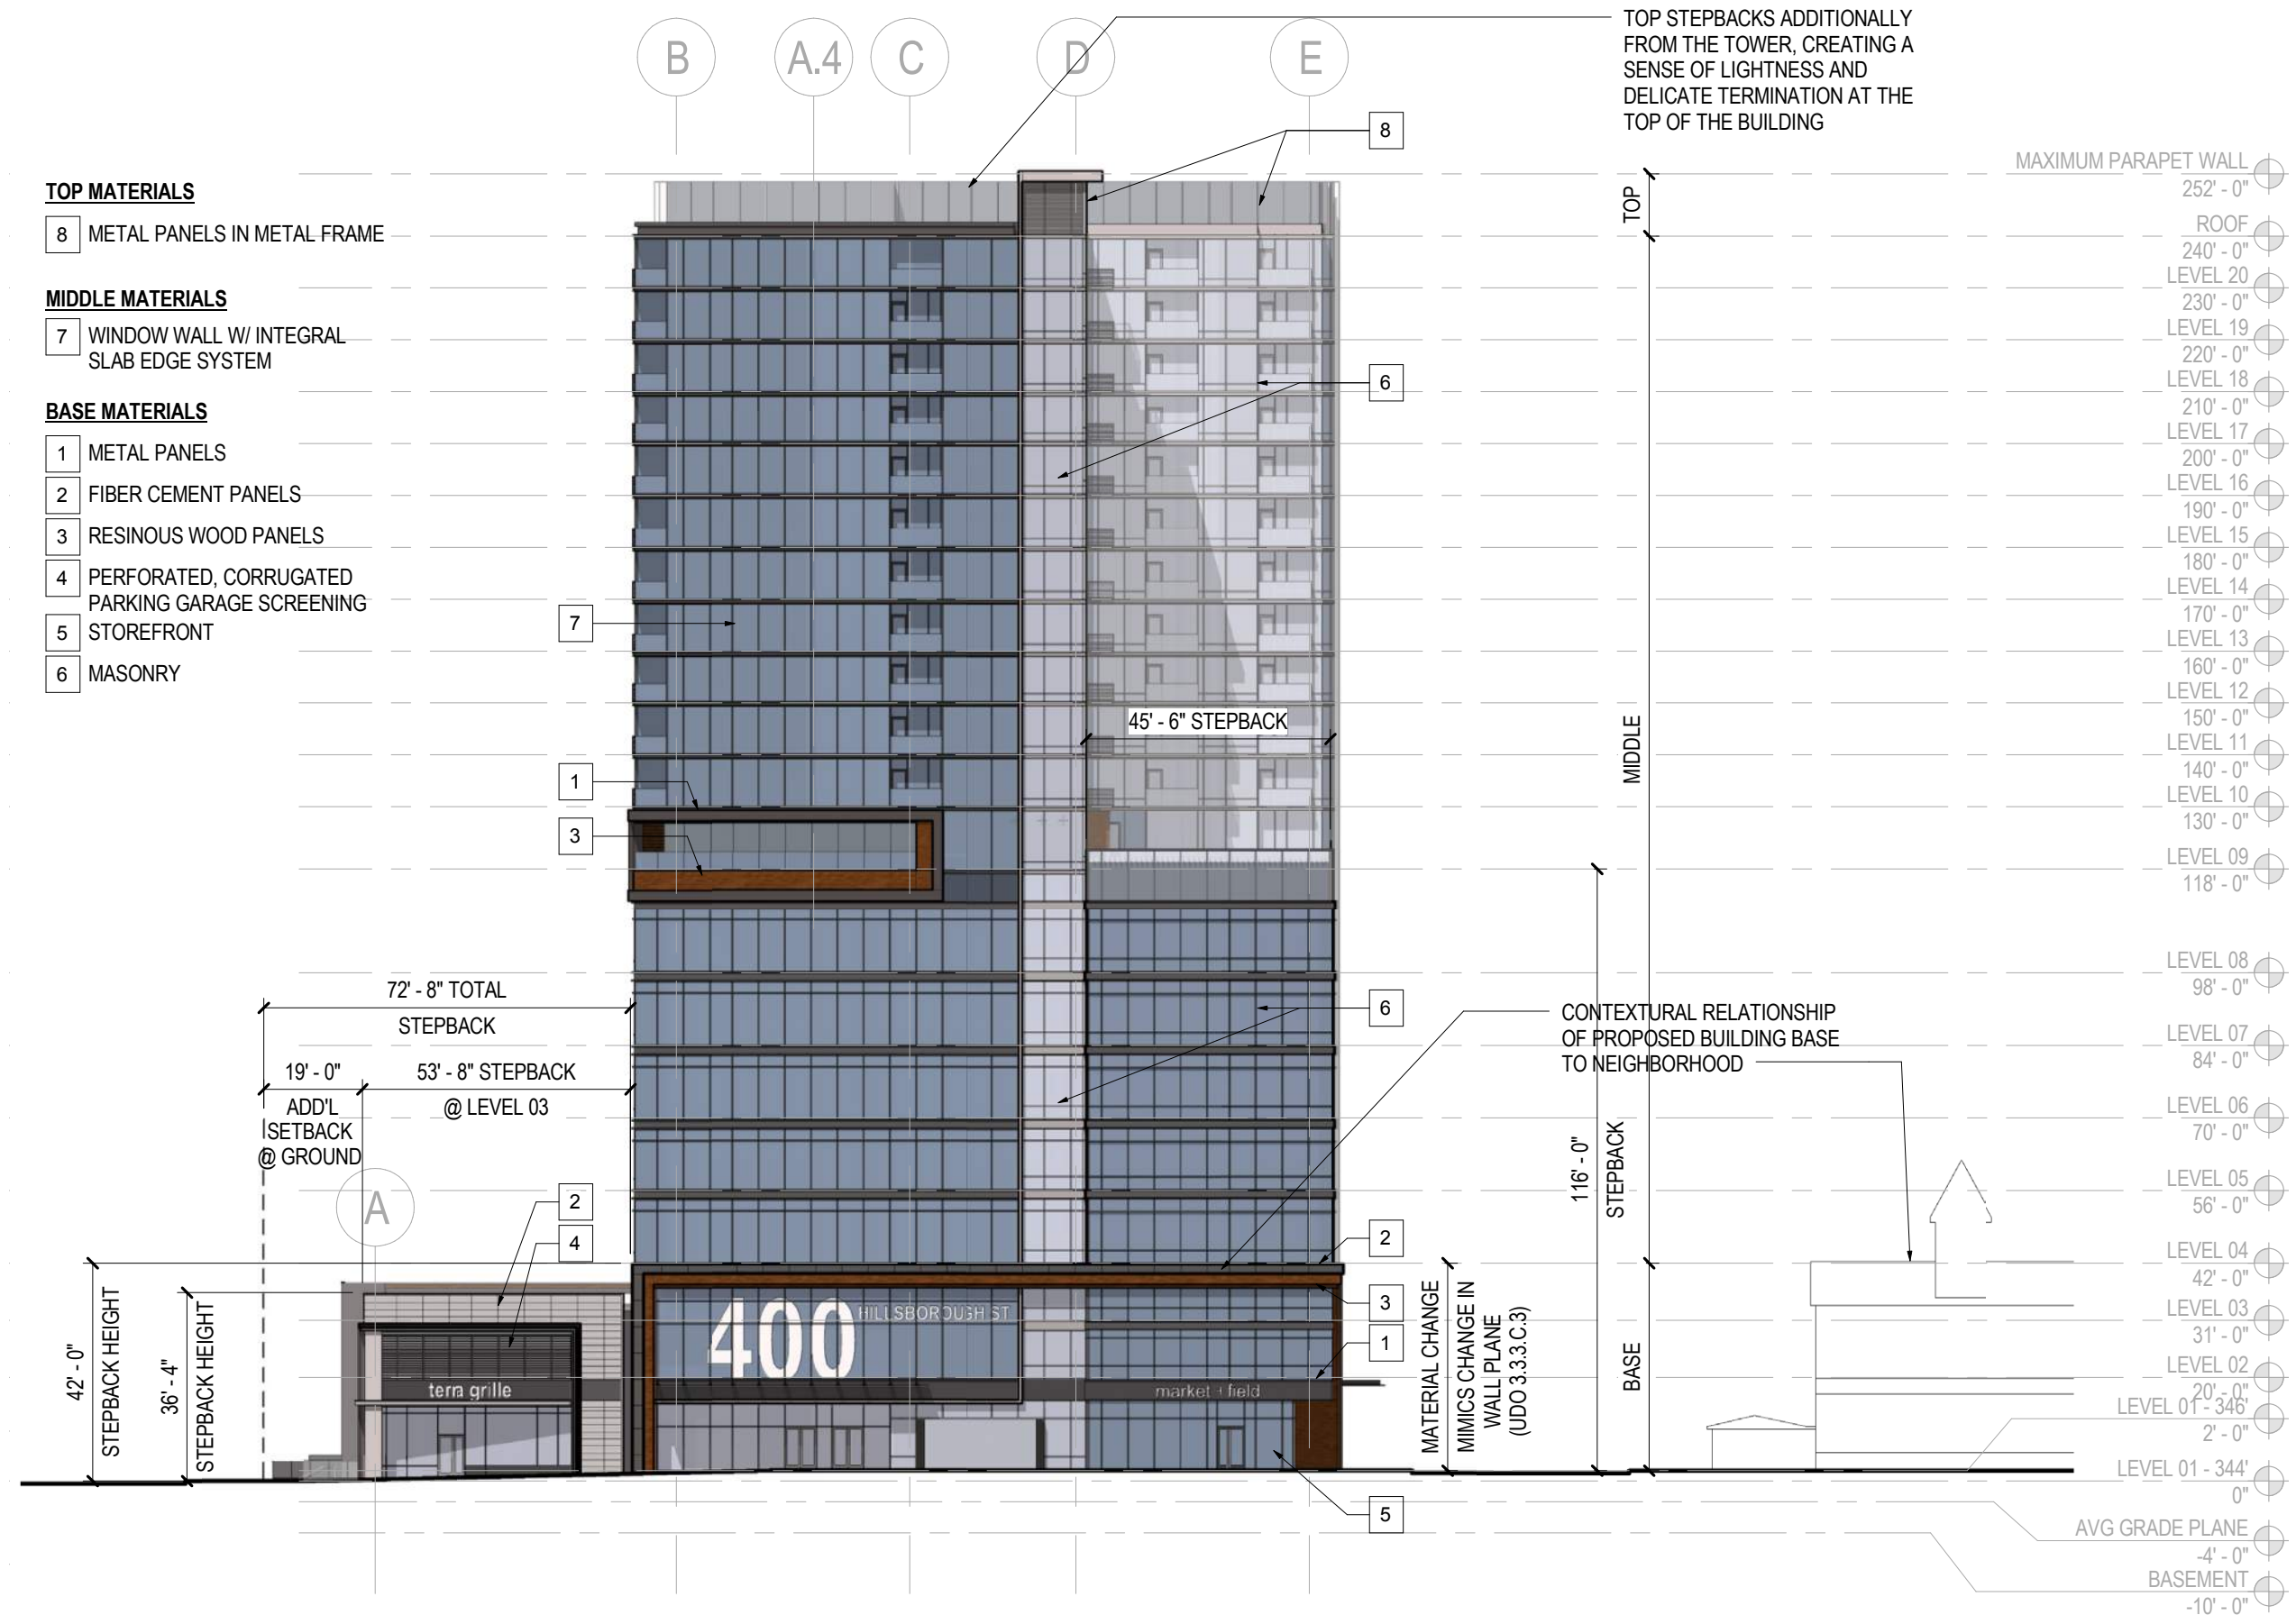 B
A.4
C
D
E
TOP STEPBACKS ADDITIONALLY
FROM THE TOWER, CREATING A
SENSE OF LIGHTNESS AND
DELICATE TERMINATION AT THE
TOP OF THE BUILDING
8
TOP MATERIALS
8 METAL PANELS IN METAL FRAME
MIDDLE MATERIALS
7 WINDOW WALL W/ INTEGRAL
SLAB EDGE SYSTEM
BASE MATERIALS
1 METAL PANELS
2 FIBER CEMENT PANELS
3 RESINOUS WOOD PANELS
4 PERFORATED, CORRUGATED
PARKING GARAGE SCREENING
5 STOREFRONT
6 MASONRY
6
7
45' - 6" STEPBACK
1
3
72' - 8" TOTAL
STEPBACK
19' - 0"
ADD'L
SETBACK
@ GROUND
53' - 8" STEPBACK
@ LEVEL 03
6
CONTEXTURAL RELATIONSHIP
OF PROPOSED BUILDING BASE
TO NEIGHBORHOOD
A
2
4
2
3
1
5
42' - 0"
STEPBACK HEIGHT
36' - 4"
STEPBACK HEIGHT
terra grille
400
HILLSBOROUGH ST
market + field
MATERIAL CHANGE
MIMICS CHANGE IN
WALL PLANE
(UDO 3.3.3.C.3)
116' - 0"
STEPBACK
TOP
MIDDLE
BASE
MAXIMUM PARAPET WALL
252' - 0"
ROOF
240' - 0"
LEVEL 20
230' - 0"
LEVEL 19
220' - 0"
LEVEL 18
210' - 0"
LEVEL 17
200' - 0"
LEVEL 16
190' - 0"
LEVEL 15
180' - 0"
LEVEL 14
170' - 0"
LEVEL 13
160' - 0"
LEVEL 12
150' - 0"
LEVEL 11
140' - 0"
LEVEL 10
130' - 0"
LEVEL 09
118' - 0"
LEVEL 08
98' - 0"
LEVEL 07
84' - 0"
LEVEL 06
70' - 0"
LEVEL 05
56' - 0"
LEVEL 04
42' - 0"
LEVEL 03
31' - 0"
LEVEL 02
20' - 0"
LEVEL 01 - 346'
2' - 0"
LEVEL 01 - 344'
0"
AVG GRADE PLANE
-4' - 0"
BASEMENT
-10' - 0"